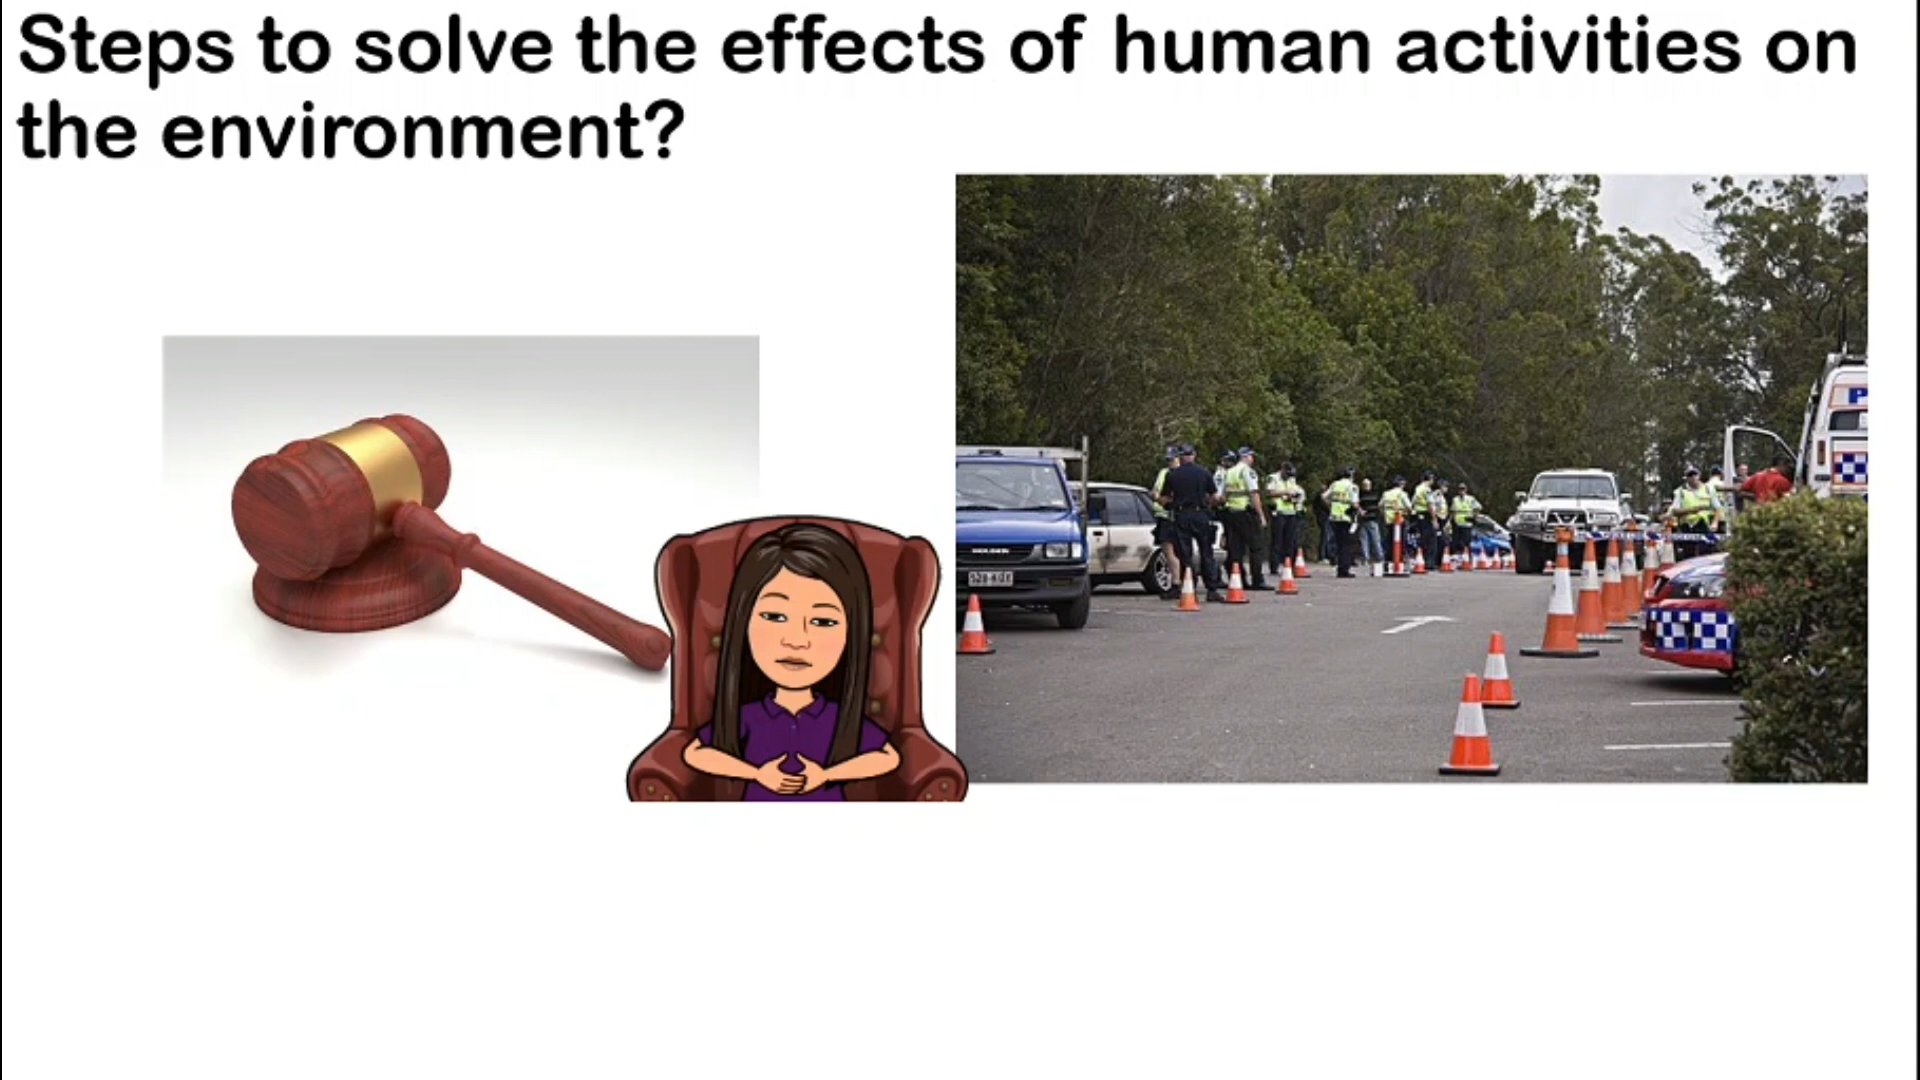 Steps to solve the effects of human activities on
the environment?